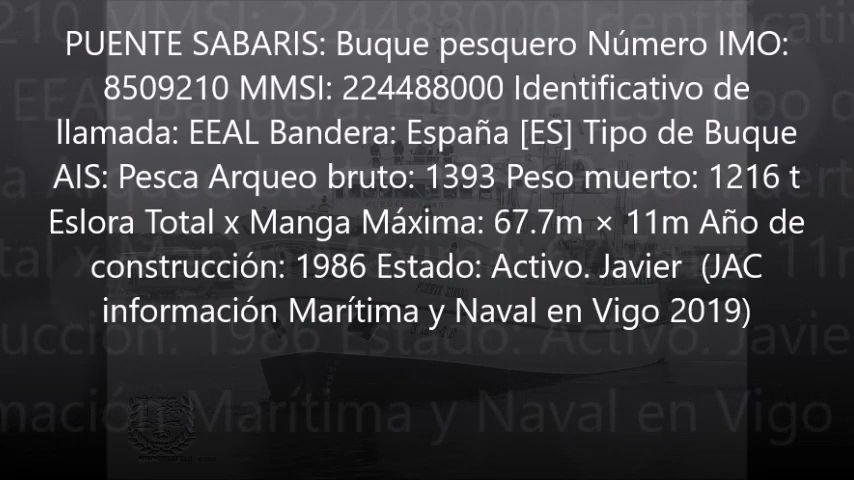 PUENTE SABARIS: Buque pesquero Número IMO:
8509210 MMSI: 224488000 Identificativo de
llamada: EEAL Bandera: España [ES] Tipo de Buque
AIS: Pesca Arqueo bruto: 1393 Peso muerto: 1216 t
Eslora Total x Manga Máxima: 67.7m × 11m Año de
construcción: 1986 Estado: Activo. Javier (JAC
información Marítima y Naval en Vigo 2019)